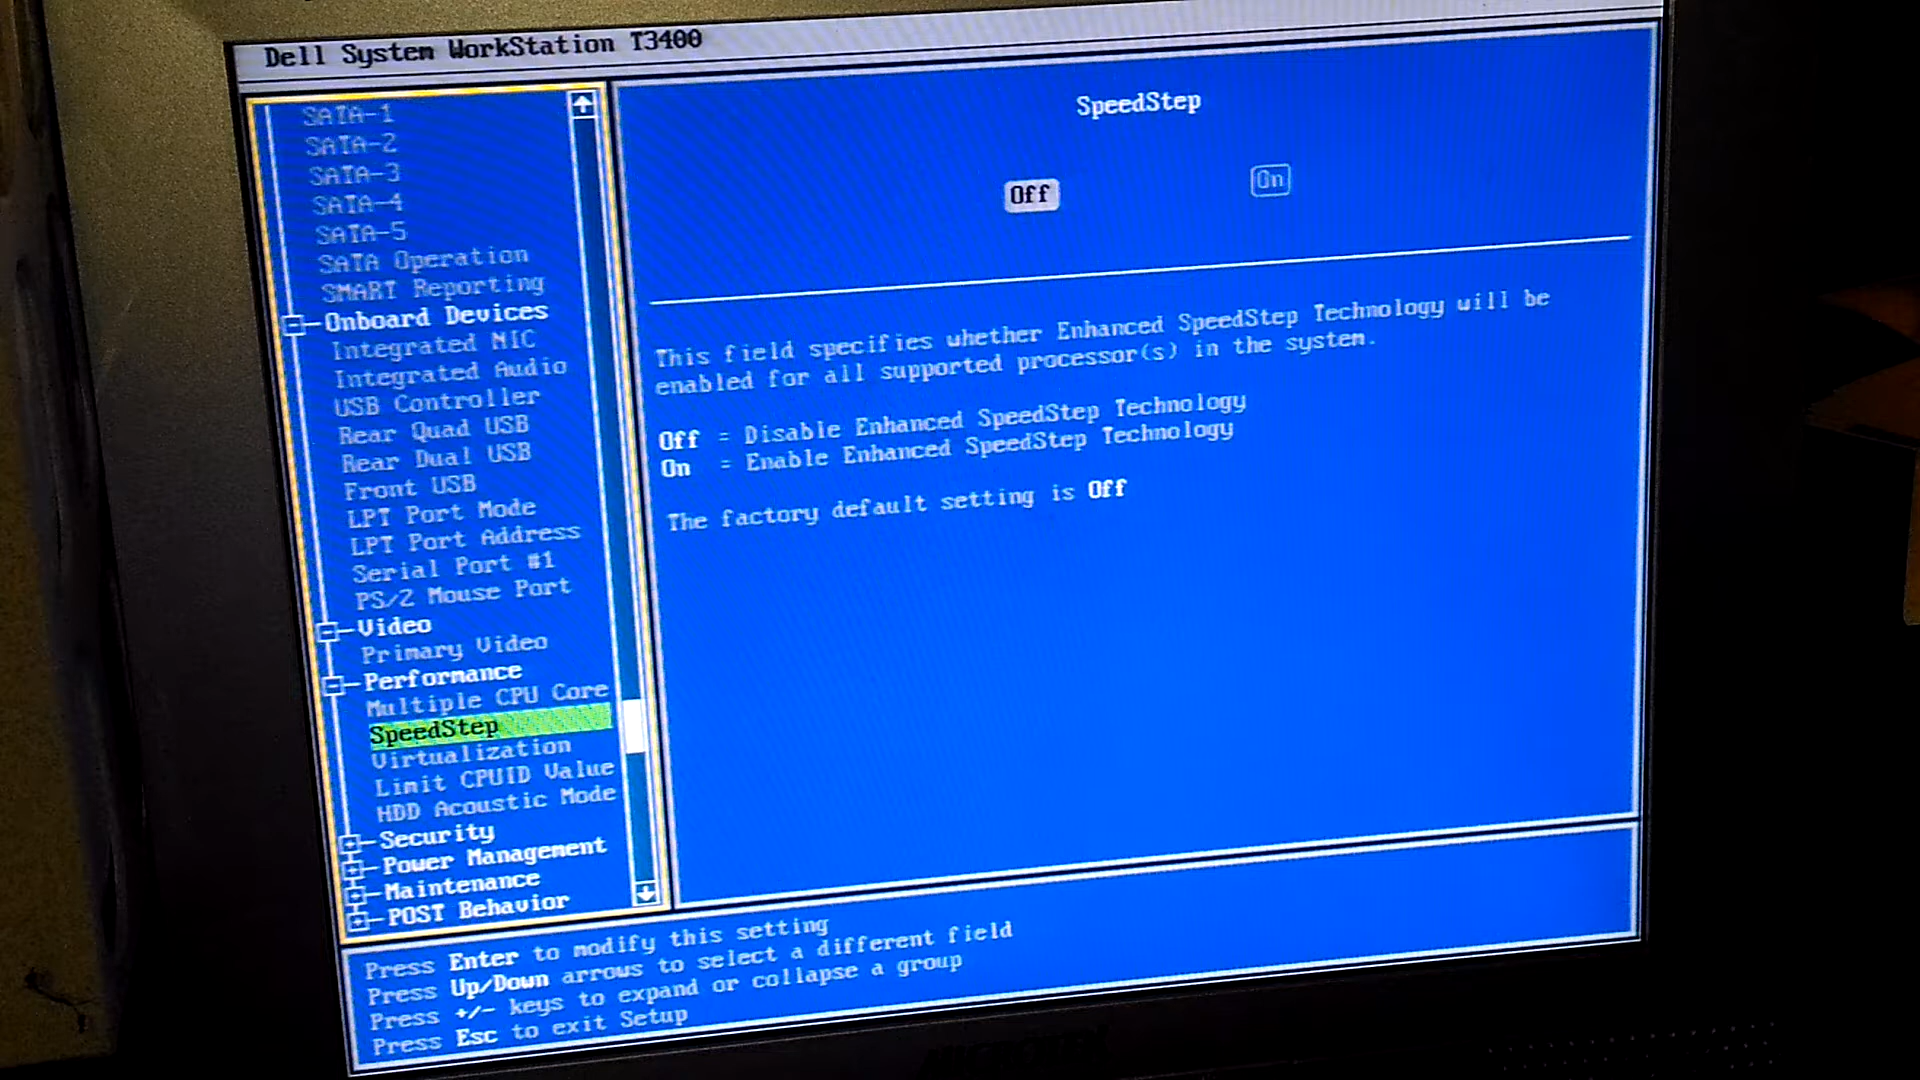 Dell System WorkStation T3400
SATA-1
SATA-2
SATA-3
SATA-4
SATA-5
SATA Operation
SMART Reporting
Onboard Devices
Integrated NIC
Integrated Audio
USB Controller
Rear Quad USB
Rear Dual USB
Front USB
LPT Port Mode
LPT Port Address
Serial Port #1
PS/2 Mouse Port
Video
Primary Video
Performance
Multiple CPU Core
SpeedStep
Virtualization
Limit CPUID Value
HDD Acoustic Mode
Security
Power Management
Maintenance
POST Behavior
SpeedStep
Off On
This field specifies whether Enhanced SpeedStep Technology will be
enabled for all supported processor(s) in the system.
Off = Disable Enhanced SpeedStep Technology
On = Enable Enhanced SpeedStep Technology
The factory default setting is Off
Press Enter to modify this setting
Press Up/Down arrows to select a different field
Press +/- keys to expand or collapse a group
Press Esc to exit Setup